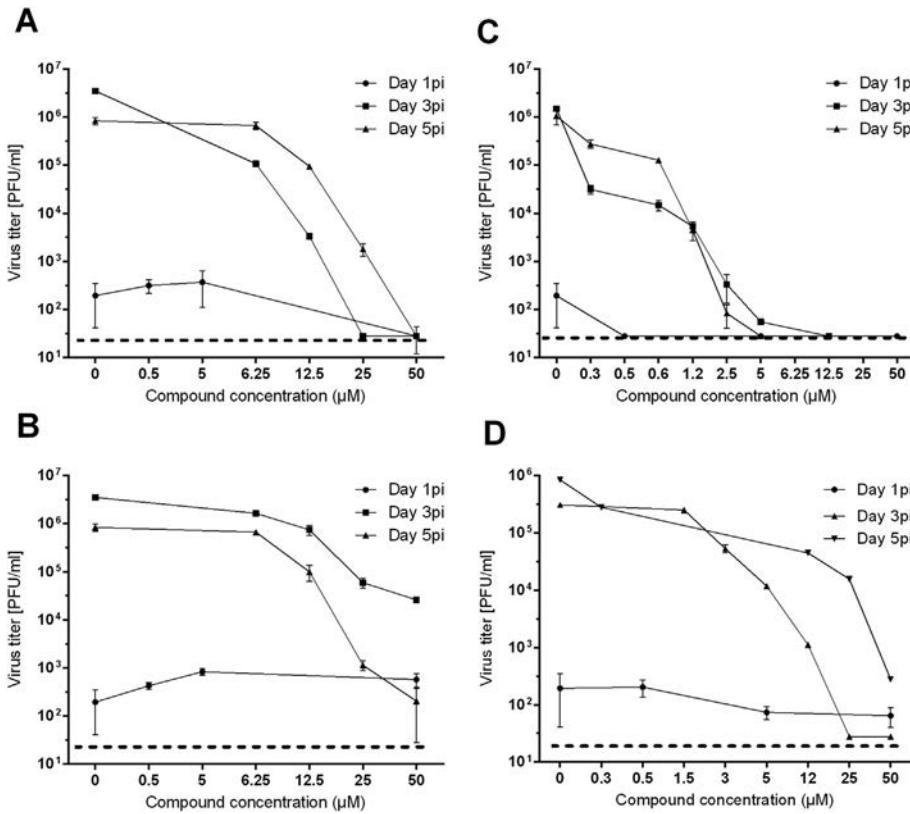 A
Virus titer [PFU/ml]
10⁷
10⁶
10⁵
10⁴
10³
10²
10¹
0 0.5 5 6.25 12.5 25 50
Compound concentration (µM)
Day 1pi
Day 3pi
Day 5pi
B
Virus titer [PFU/ml]
10⁷
10⁶
10⁵
10⁴
10³
10²
10¹
0 0.5 5 6.25 12.5 25 50
Compound concentration (µM)
Day 1pi
Day 3pi
Day 5pi
C
Virus titer [PFU/ml]
10⁷
10⁶
10⁵
10⁴
10³
10²
10¹
0 0.3 0.5 0.6 1.2 2.5 5 6.25 12.5 25 50
Compound concentration (µM)
Day 1p
Day 3p
Day 5p
D
Virus titer [PFU/ml]
10⁶
10⁵
10⁴
10³
10²
10¹
0 0.3 0.5 1.5 3 5 12 25 50
Compound concentration (µM)
Day 1pi
Day 3pi
Day 5pi